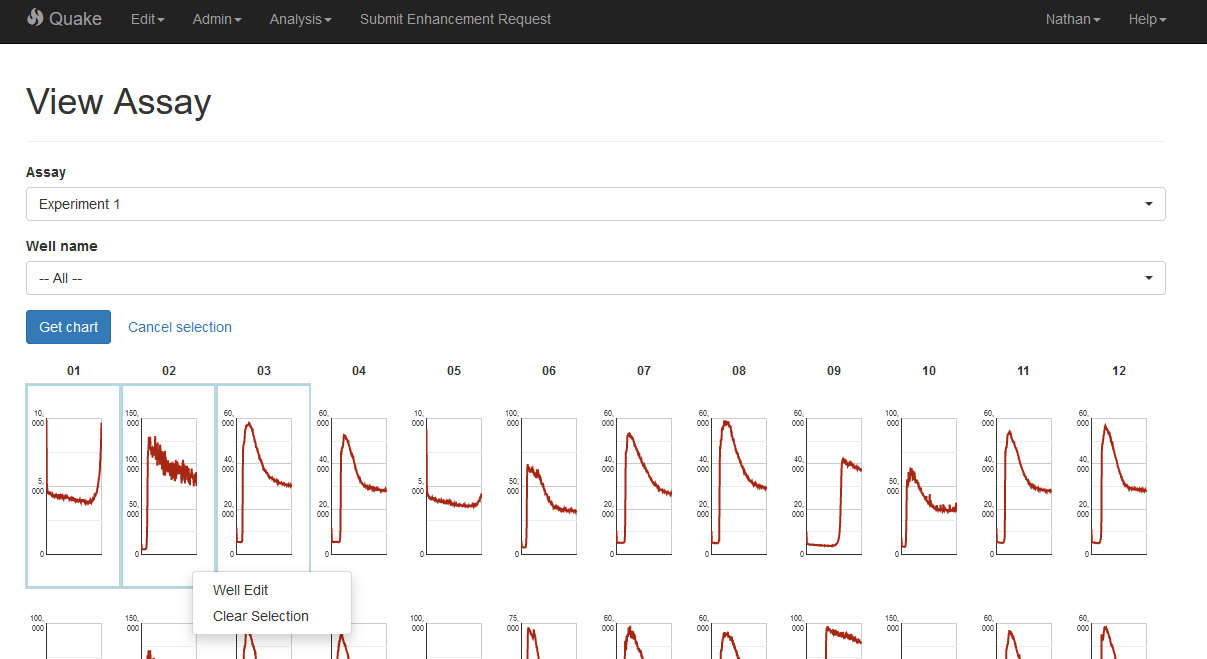 Quake Edit Admin Analysis Submit Enhancement Request Nathan Help
View Assay
Assay
Experiment 1
Well name
-- All --
Get chart Cancel selection
01 02 03 04 05 06 07 08 09 10 11 12
10, 150, 60, 60, 10, 100, 60, 60, 60, 100, 60, 60,
000 000 000 000 000 000 000 000 000 000 000 000
100, 40, 40, 40, 40, 40, 40, 40,
000 000 000 000 000 000 000 000
5, 5, 50, 50,
000 000 000 000
50, 20, 20, 20, 20, 20, 20, 20,
000 000 000 000 000 000 000 000
0 0 0 0 0 0 0 0 0 0 0 0
Well Edit
Clear Selection
100, 150, 60, 60, 100, 75, 60, 60, 100, 150, 60, 60,
000 000 000 000 000 000 000 000 000 000